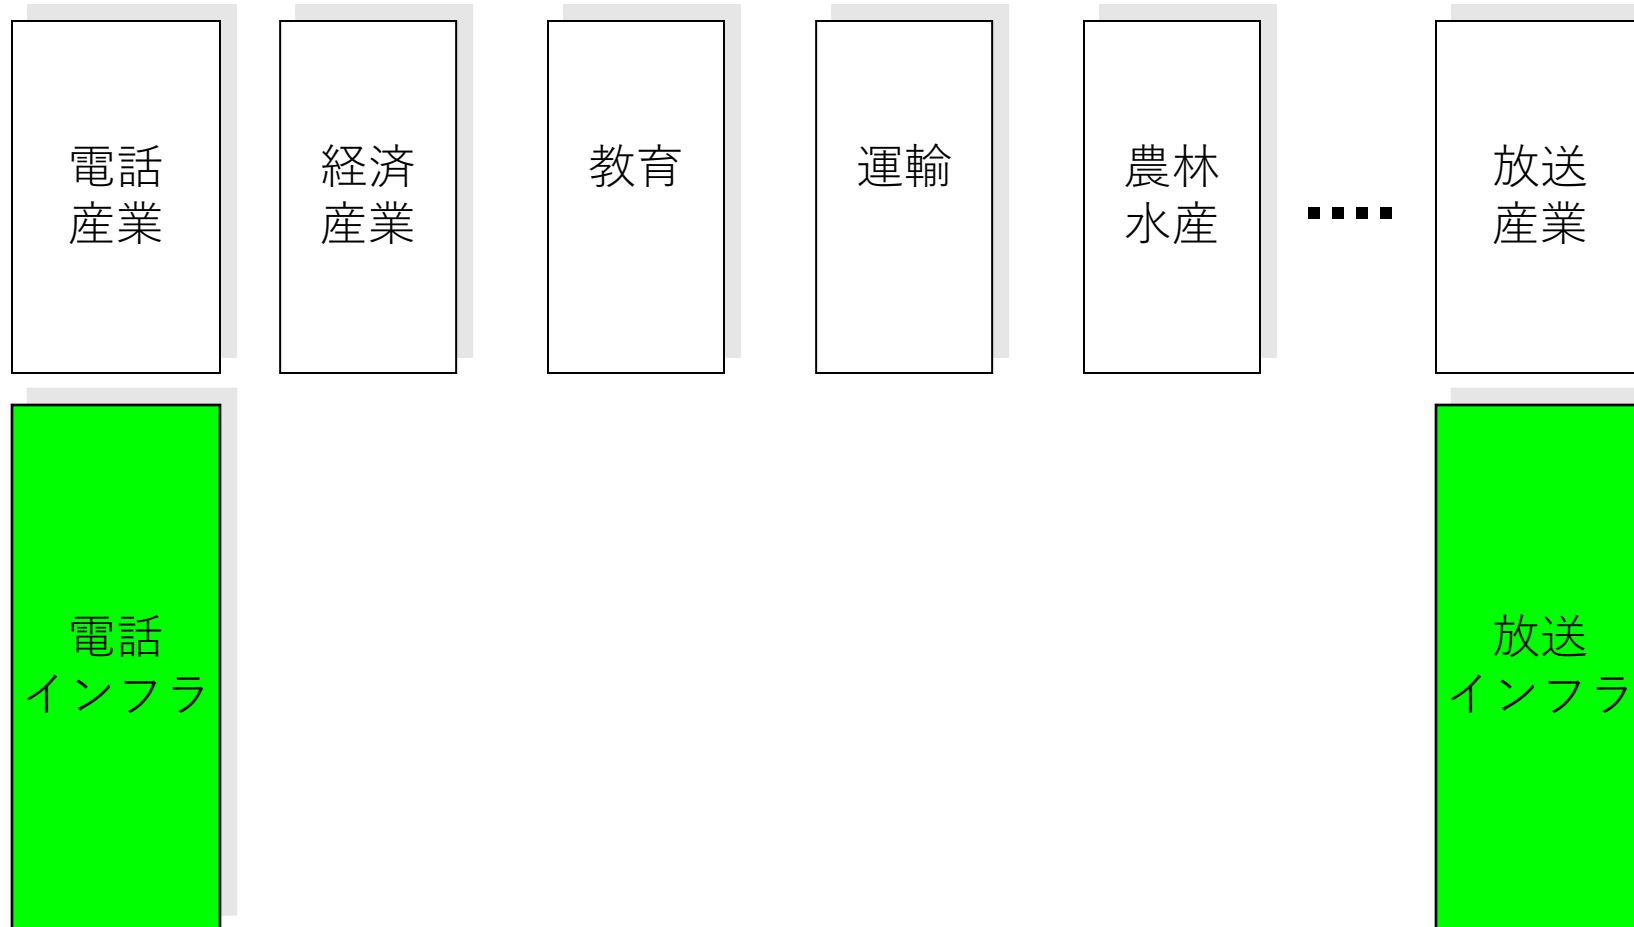 電話
産業
経済
産業
教育
運輸
農林
水産
....
放送
産業
電話
インフラ
放送
インフラ